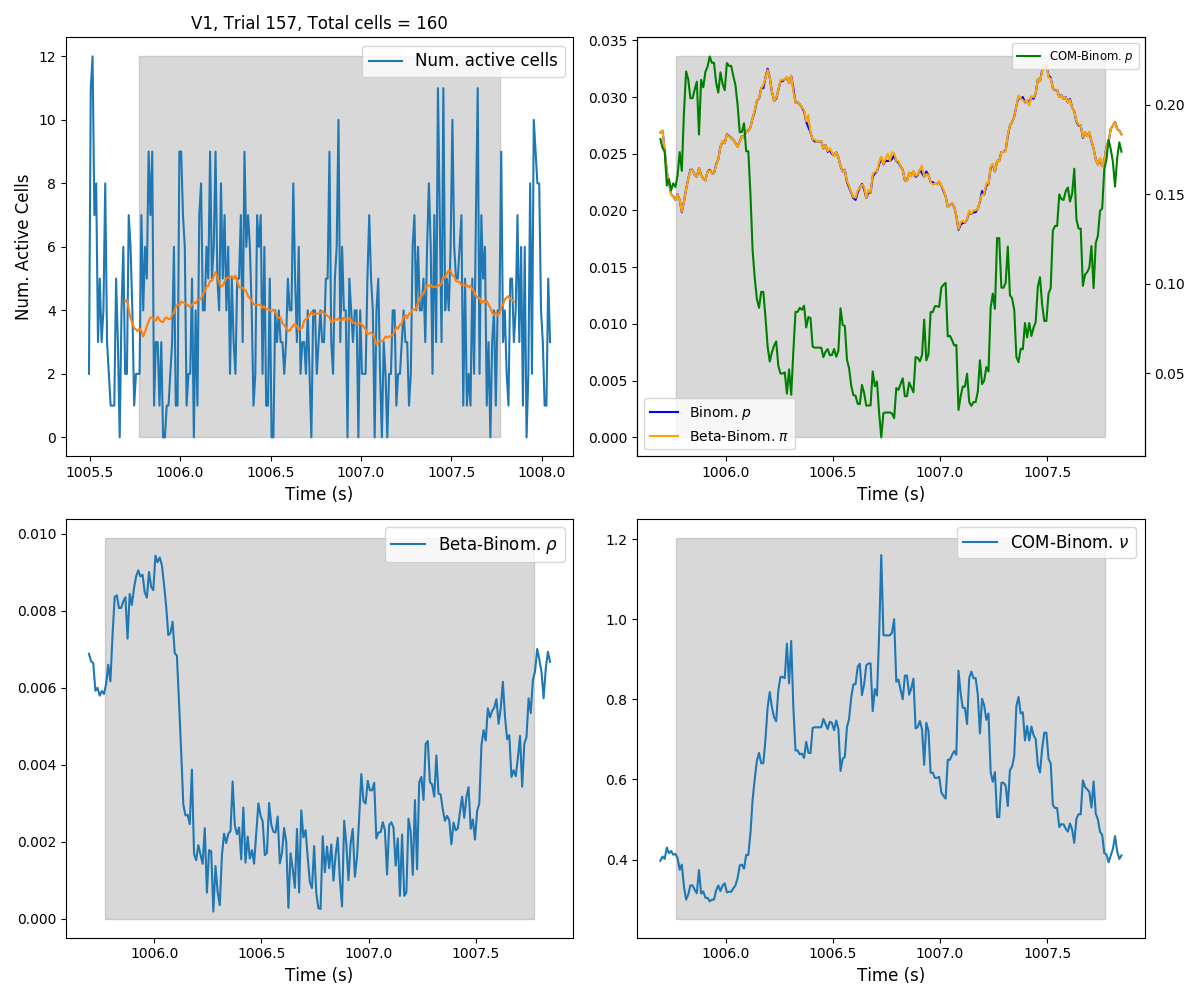 V1, Trial 157, Total cells = 160
Num. active cells
Num. Active Cells
12
10
8
6
4
2
0
1005.5 1006.0 1006.5 1007.0 1007.5 1008.0
Time (s)
COM-Binom. p
0.035
0.030
0.025
0.020
0.015
0.010
0.005
0.000
0.20
0.15
0.10
0.05
Binom. p
Beta-Binom. π
1006.0 1006.5 1007.0 1007.5
Time (s)
Beta-Binom. ρ
0.010
0.008
0.006
0.004
0.002
0.000
1006.0 1006.5 1007.0 1007.5
Time (s)
COM-Binom. ν
1.2
1.0
0.8
0.6
0.4
1006.0 1006.5 1007.0 1007.5
Time (s)